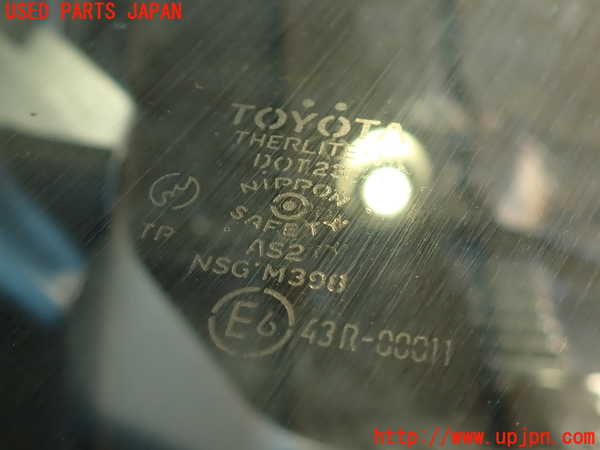 USED PARTS JAPAN
TOYOTA
THERLITE
NIPPON
SAFETY
TP
AS2
NSG M398
E6 43R-00011
http://www.upjpn.com/